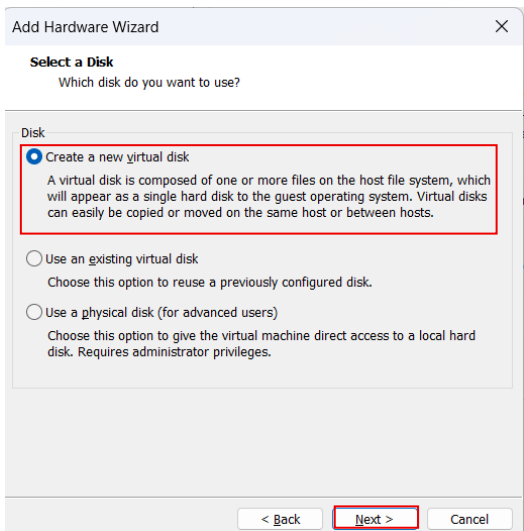 Add Hardware Wizard
Select a Disk
Which disk do you want to use?
Disk
Create a new virtual disk
A virtual disk is composed of one or more files on the host file system, which
will appear as a single hard disk to the guest operating system. Virtual disks
can easily be copied or moved on the same host or between hosts.
Use an existing virtual disk
Choose this option to reuse a previously configured disk.
Use a physical disk (for advanced users)
Choose this option to give the virtual machine direct access to a local hard
disk. Requires administrator privileges.
< Back
Next >
Cancel